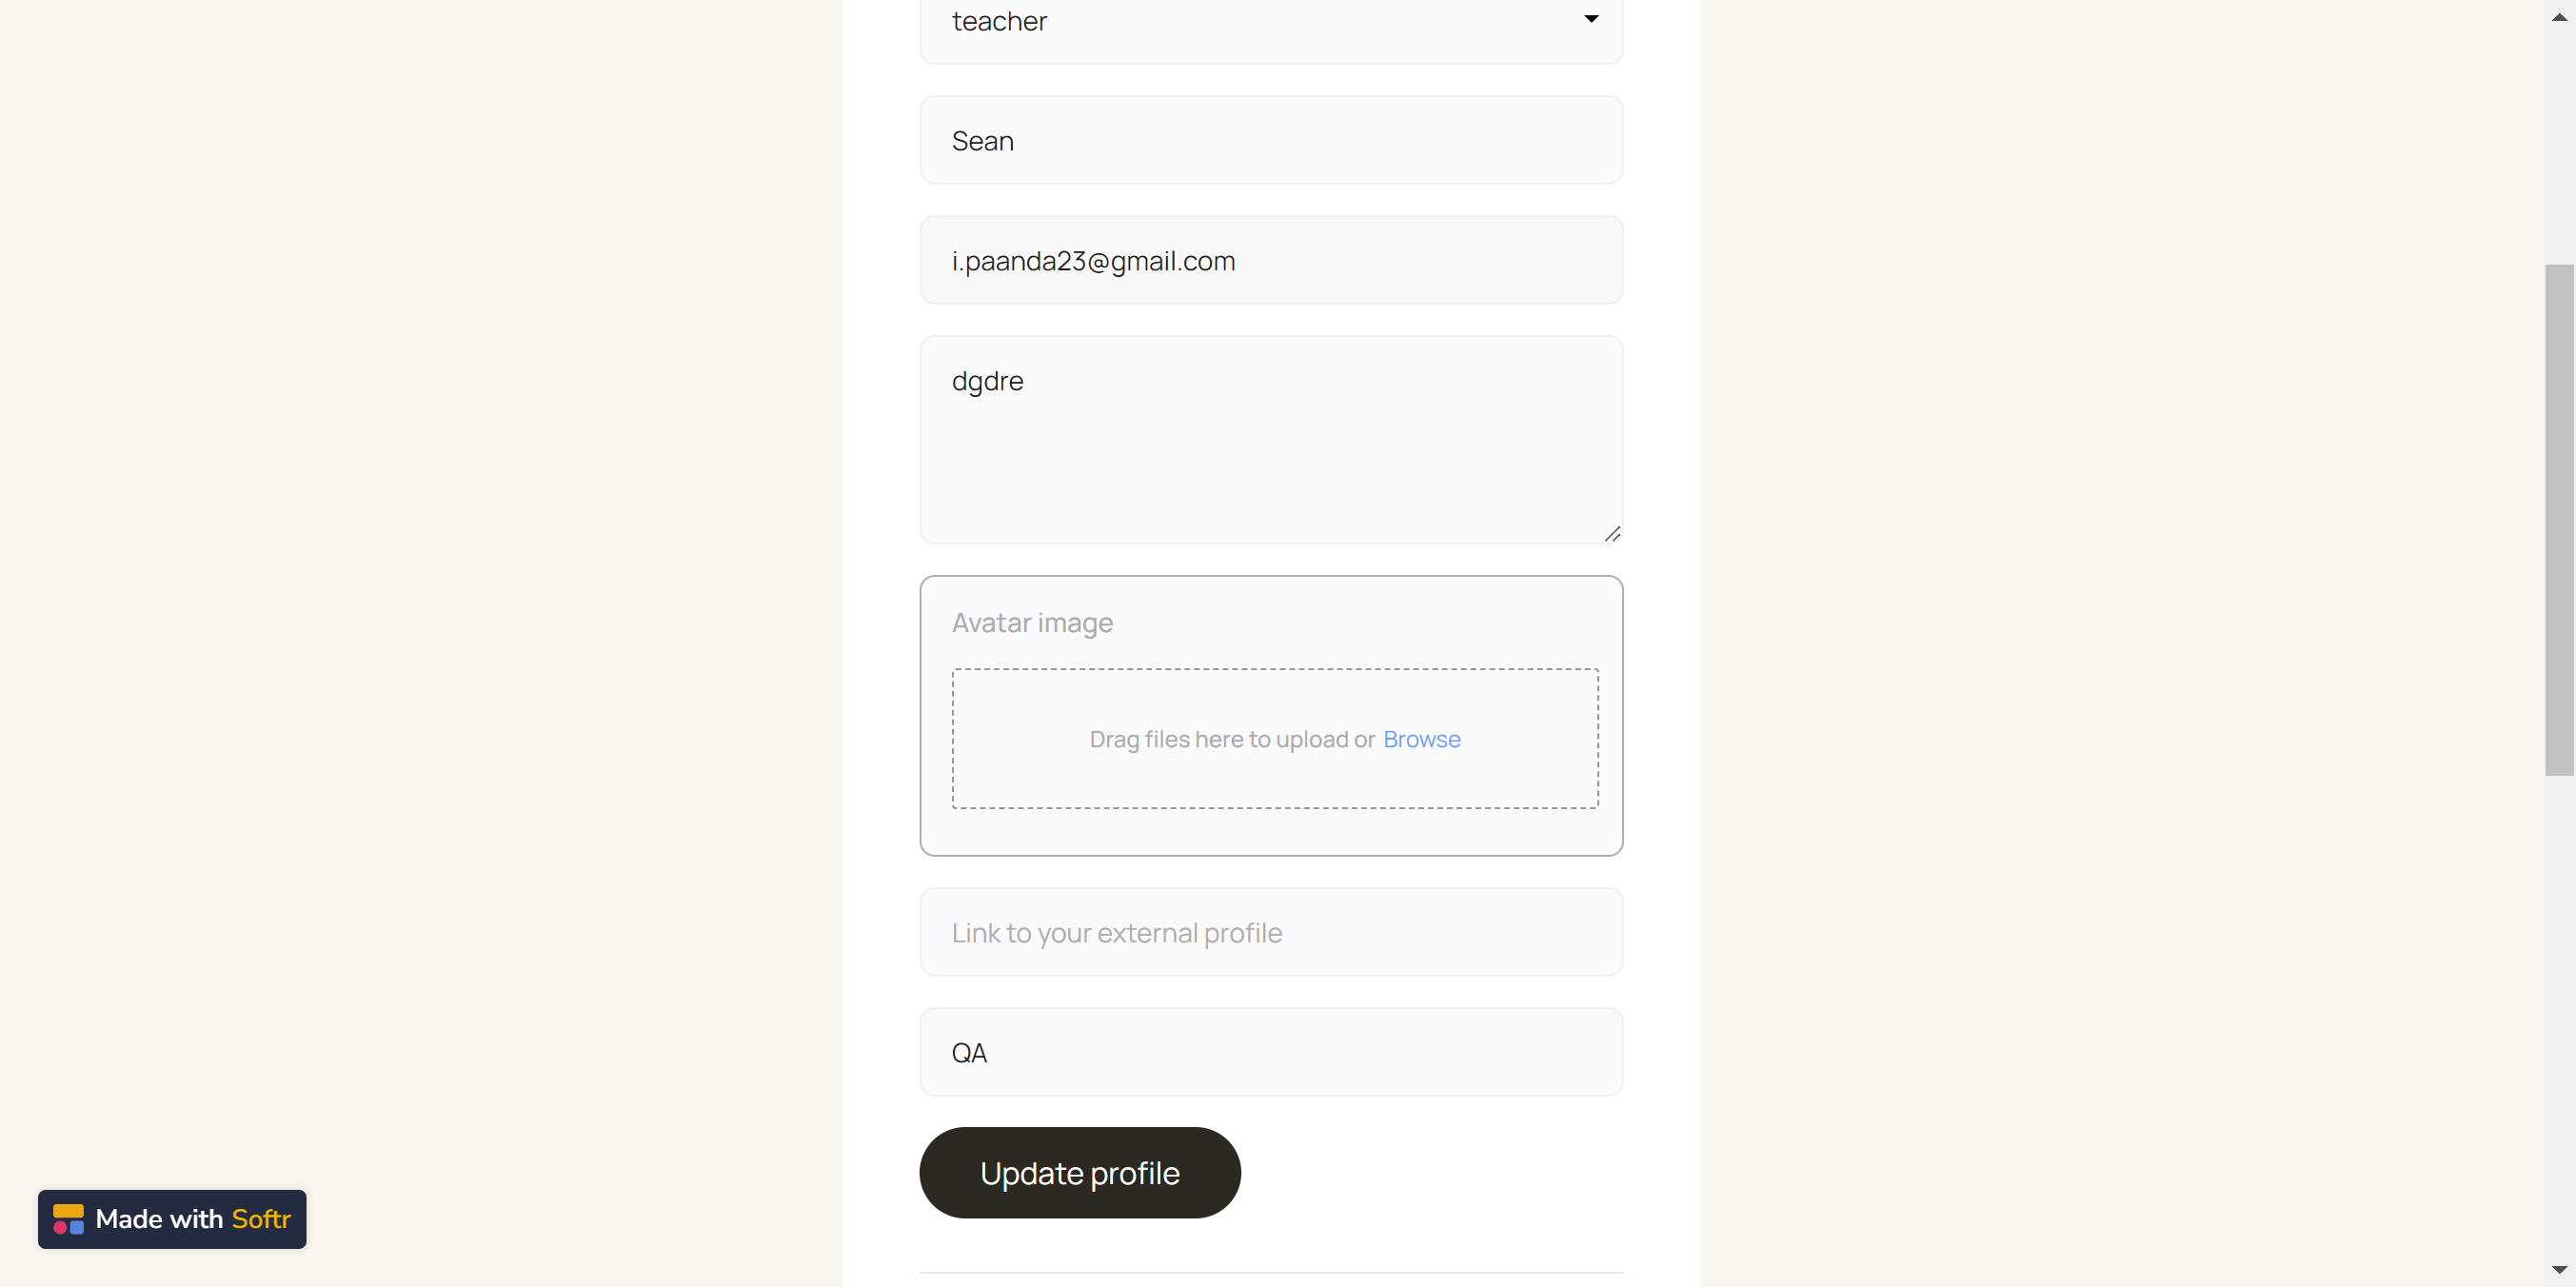 teacher
Sean
i.paanda23@gmail.com
dgdre
Avatar image
Drag files here to upload or Browse
Link to your external profile
QA
Update profile
Made with Softr